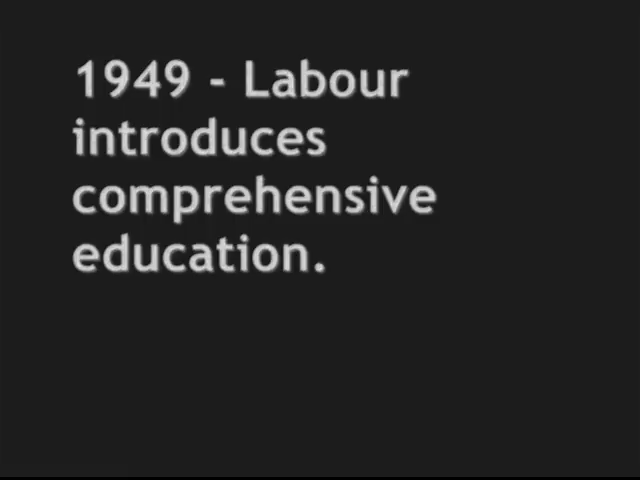 1949 - Labour
introduces
comprehensive
education.